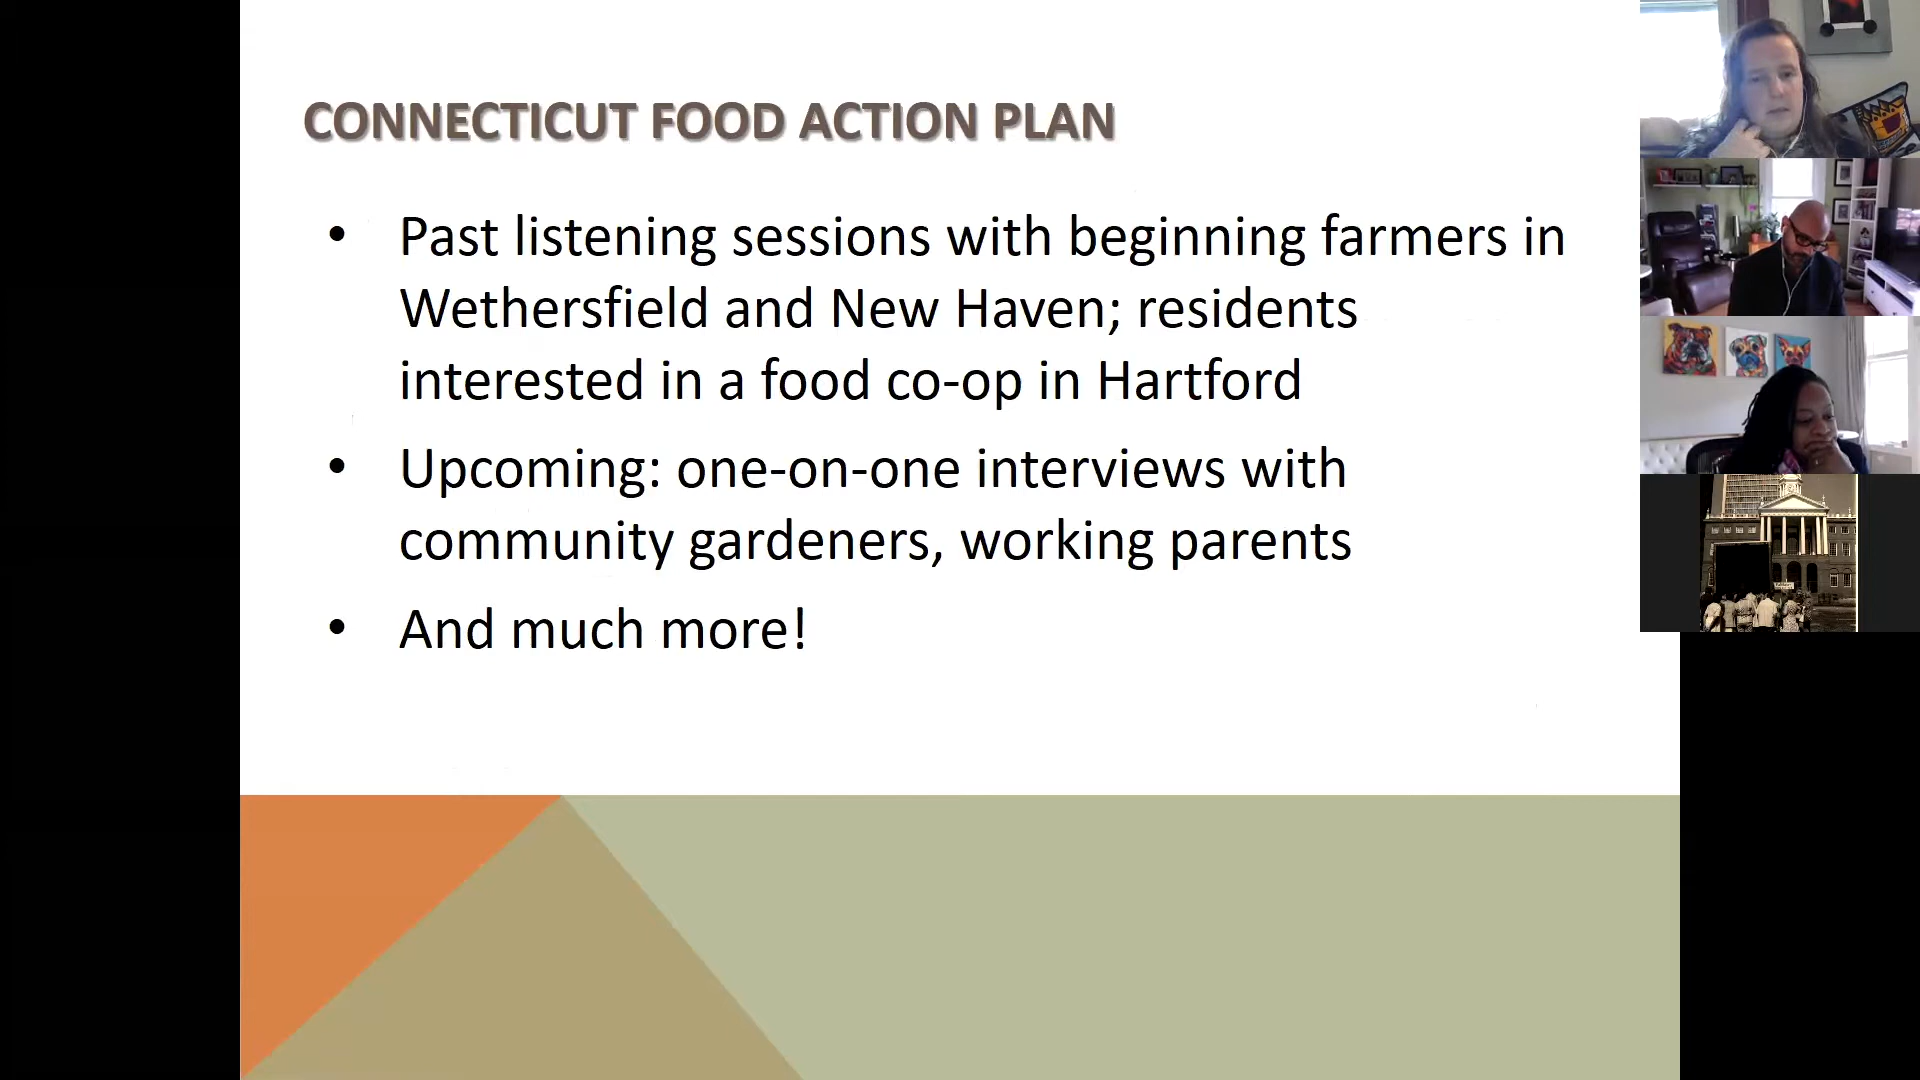 CONNECTICUT FOOD ACTION PLAN
• Past listening sessions with beginning farmers in
Wethersfield and New Haven; residents
interested in a food co-op in Hartford
• Upcoming: one-on-one interviews with
community gardeners, working parents
• And much more!